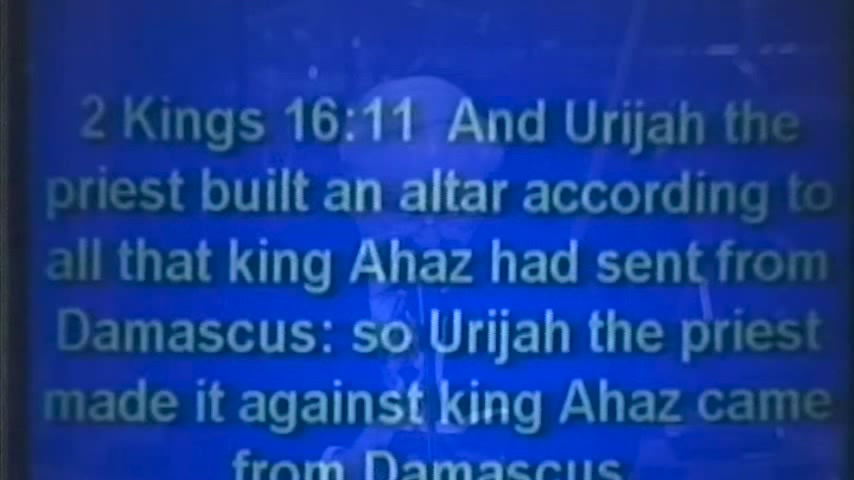 2 Kings 16:11 And Urijah the
priest built an altar according to
all that king Ahaz had sent from
Damascus: so Urijah the priest
made it against king Ahaz came
from Damascus.